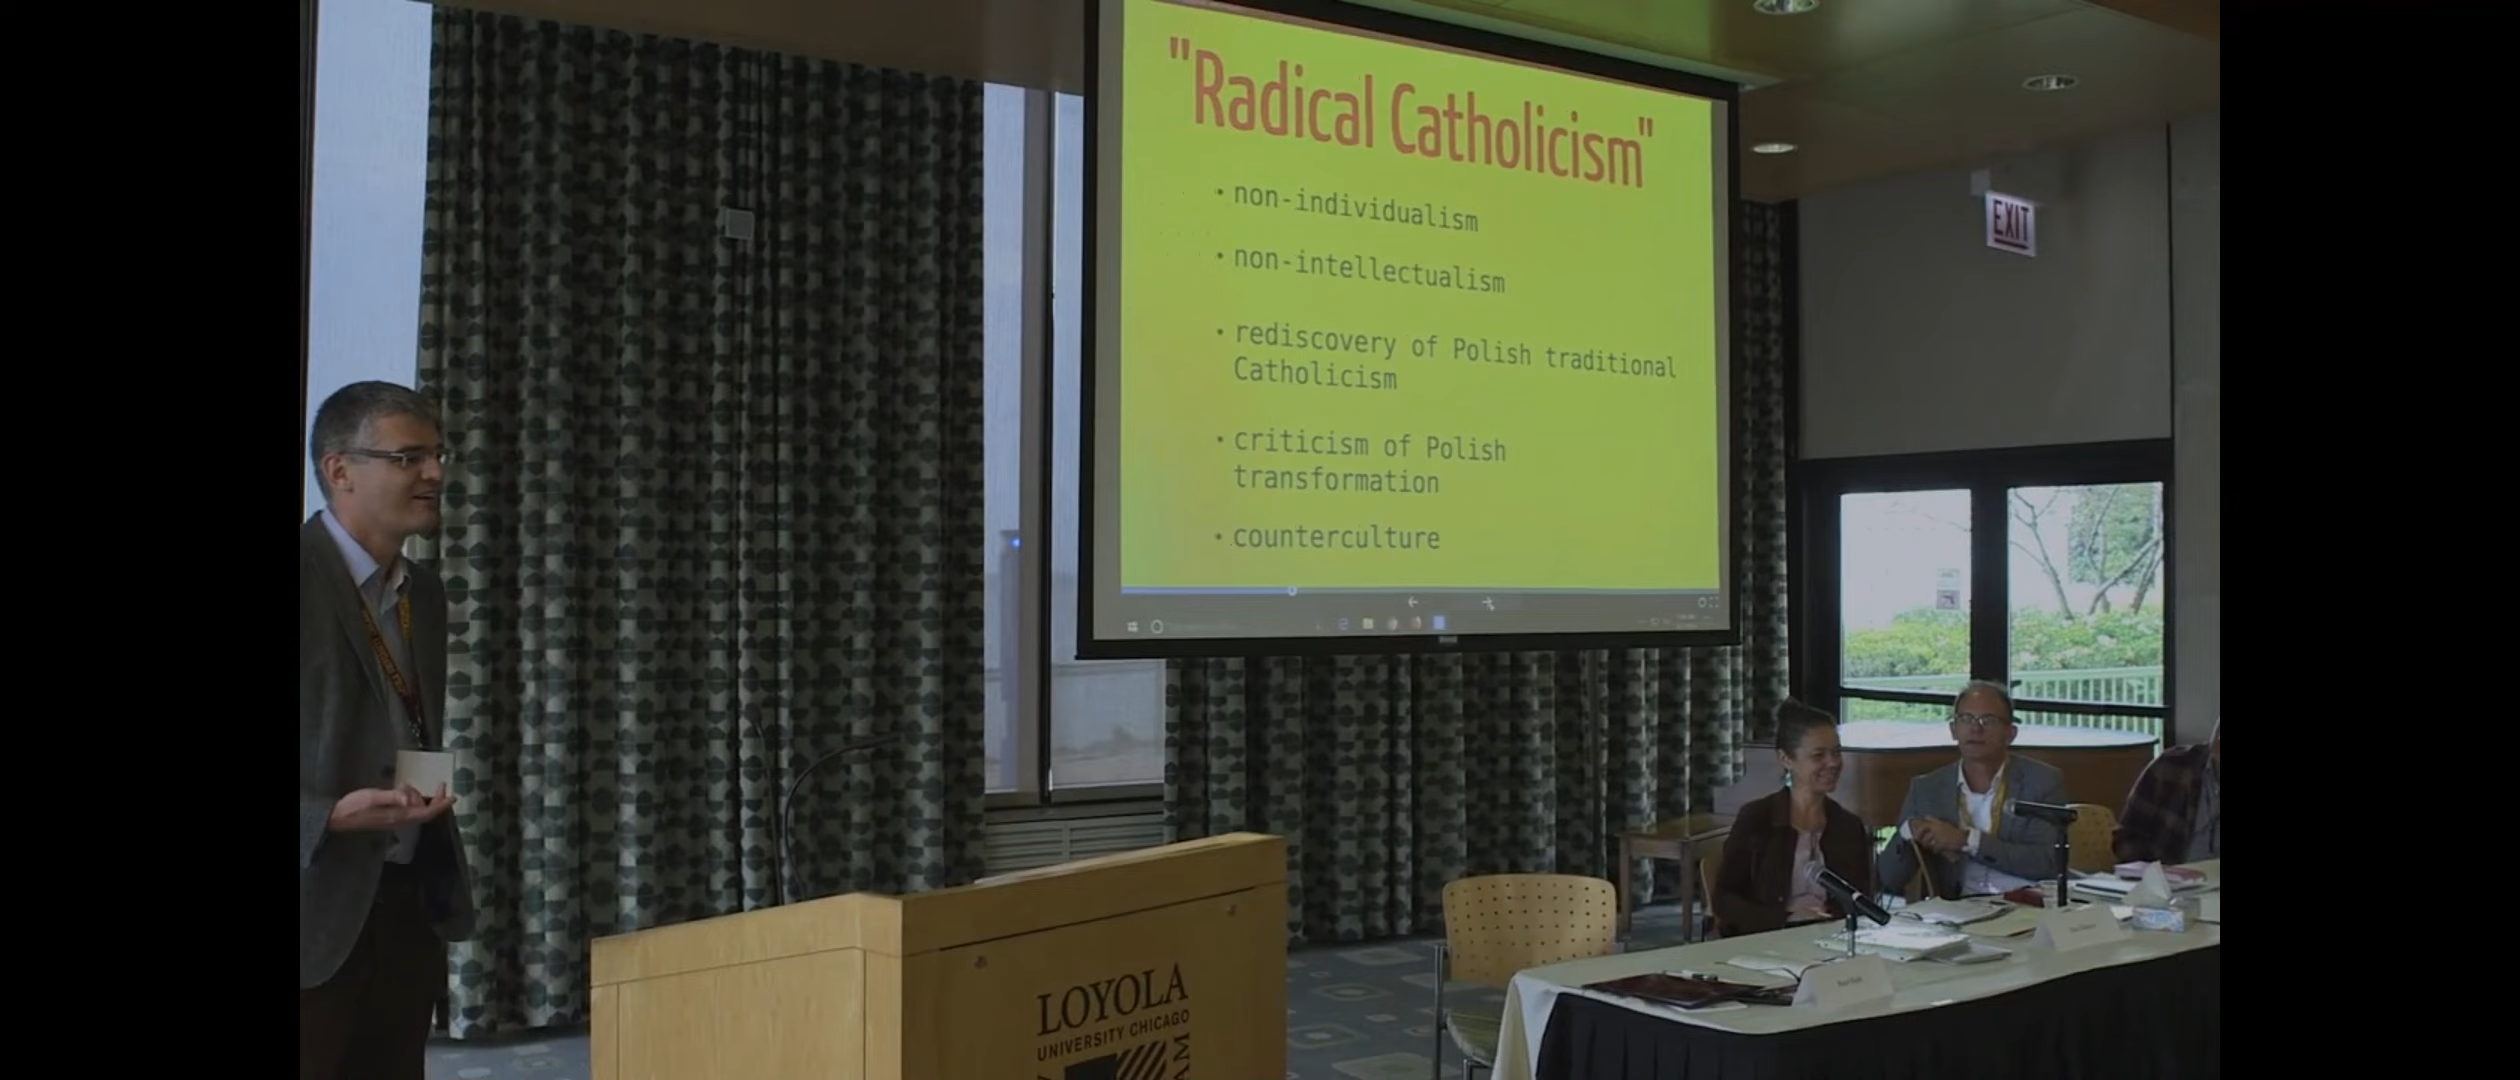 "Radical Catholicism"
• non-individualism
• non-intellectualism
• rediscovery of Polish traditional
Catholicism
• criticism of Polish
transformation
• counterculture
EXIT
LOYOLA
UNIVERSITY CHICAGO